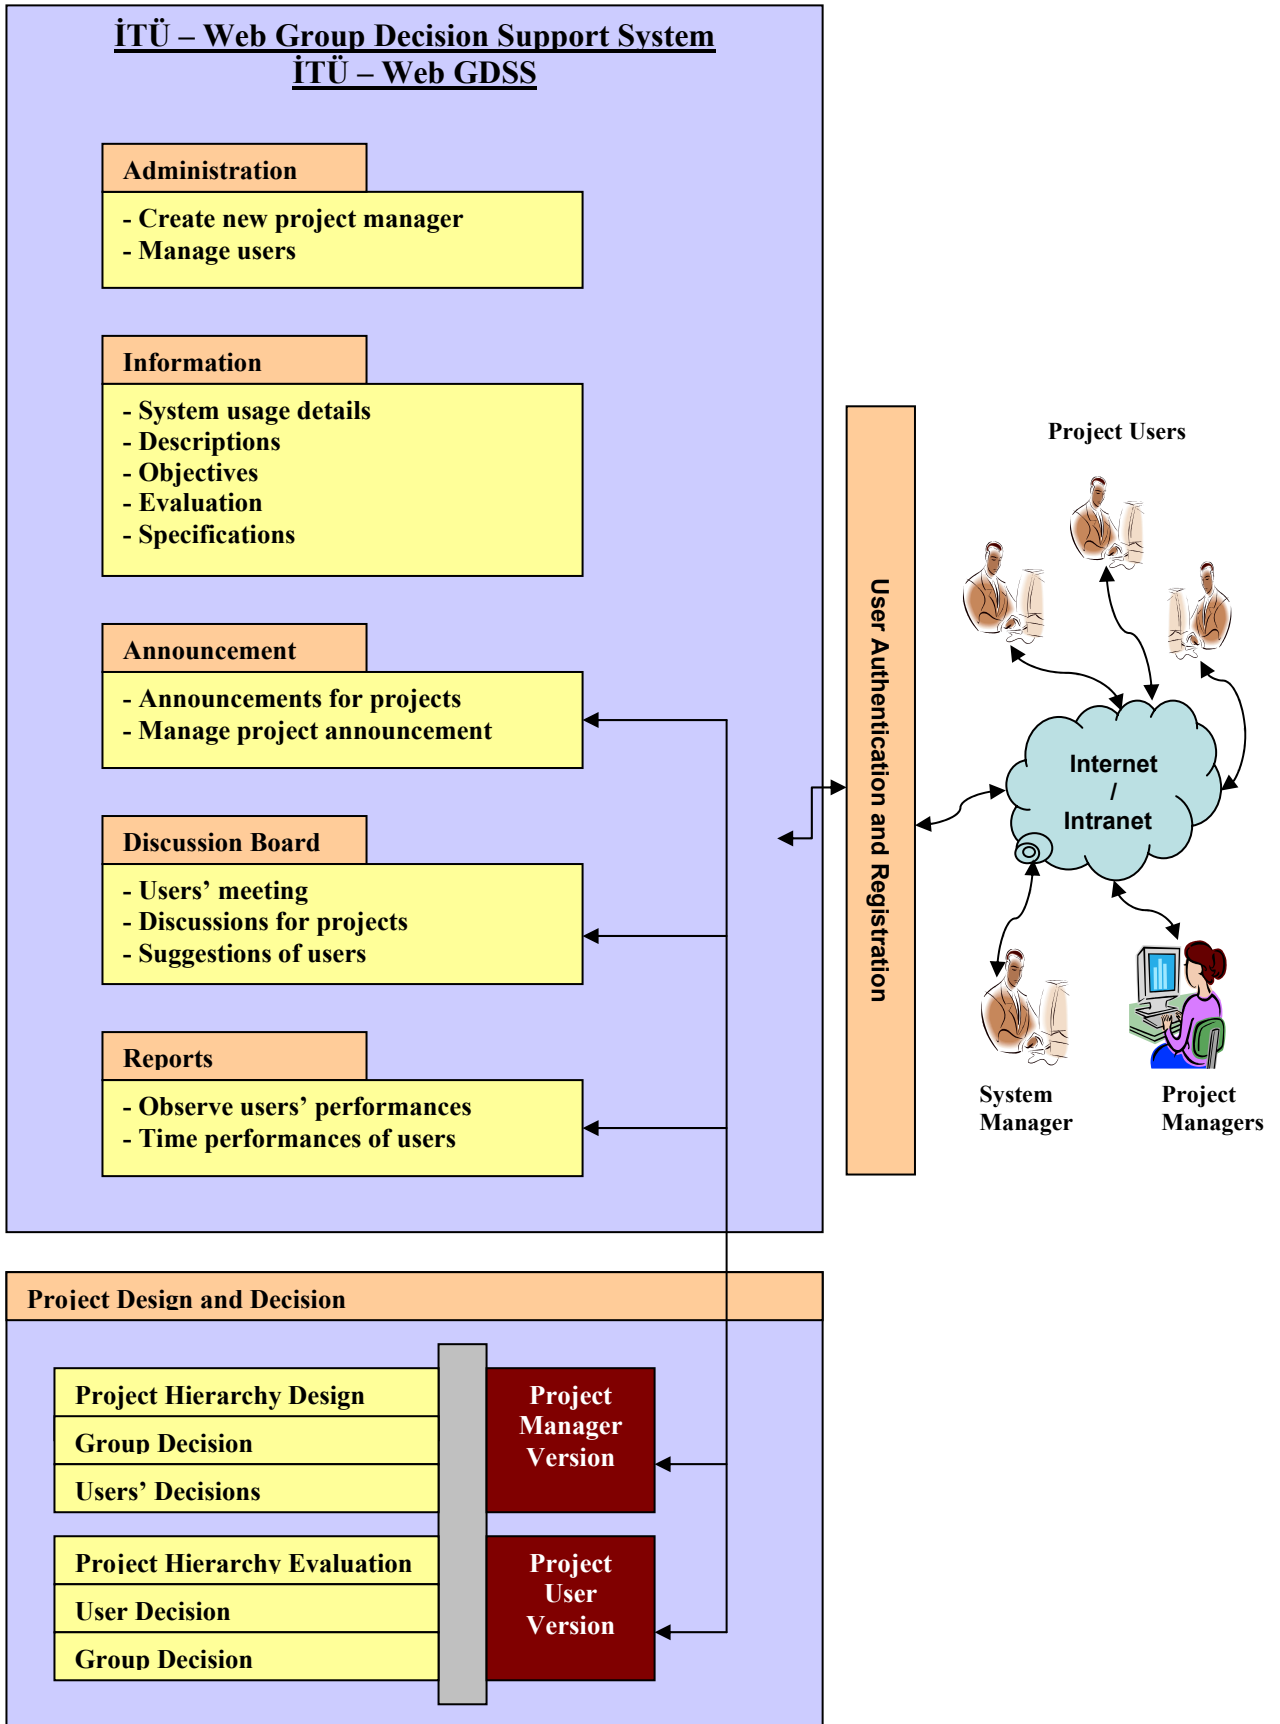 İTÜ – Web Group Decision Support System
İTÜ – Web GDSS
Administration
- Create new project manager
- Manage users
Information
- System usage details
- Descriptions
- Objectives
- Evaluation
- Specifications
Announcement
- Announcements for projects
- Manage project announcement
Discussion Board
- Users’ meeting
- Discussions for projects
- Suggestions of users
Reports
- Observe users’ performances
- Time performances of users
User Authentication and Registration
Project Users
Internet
/
Intranet
System
Manager
Project
Managers
Project Design and Decision
Project Hierarchy Design
Group Decision
Users’ Decisions
Project
Manager
Version
Project Hierarchy Evaluation
User Decision
Group Decision
Project
User
Version